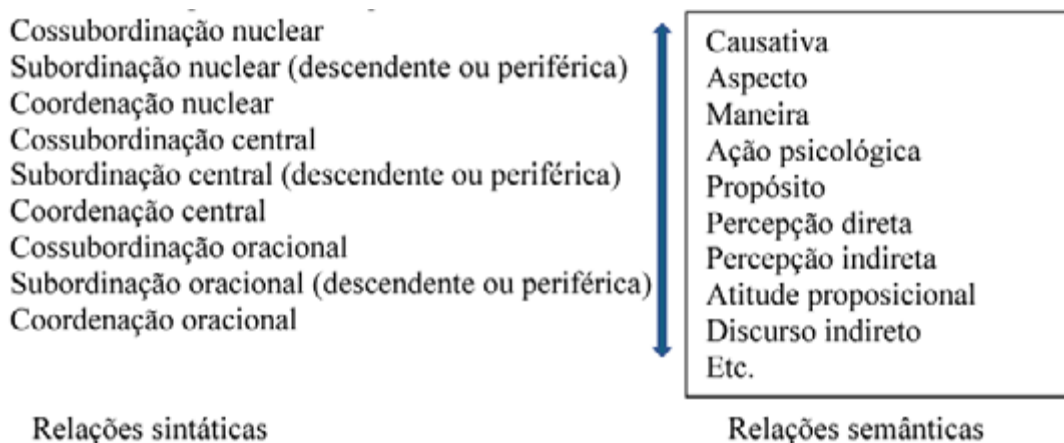 Cossubordinação nuclear
Subordinação nuclear (descendente ou periférica)
Coordenação nuclear
Cossubordinação central
Subordinação central (descendente ou periférica)
Coordenação central
Cossubordinação oracional
Subordinação oracional (descendente ou periférica)
Coordenação oracional
Causativa
Aspecto
Maneira
Ação psicológica
Propósito
Percepção direta
Percepção indireta
Atitude proposicional
Discurso indireto
Etc.
Relações sintáticas
Relações semânticas